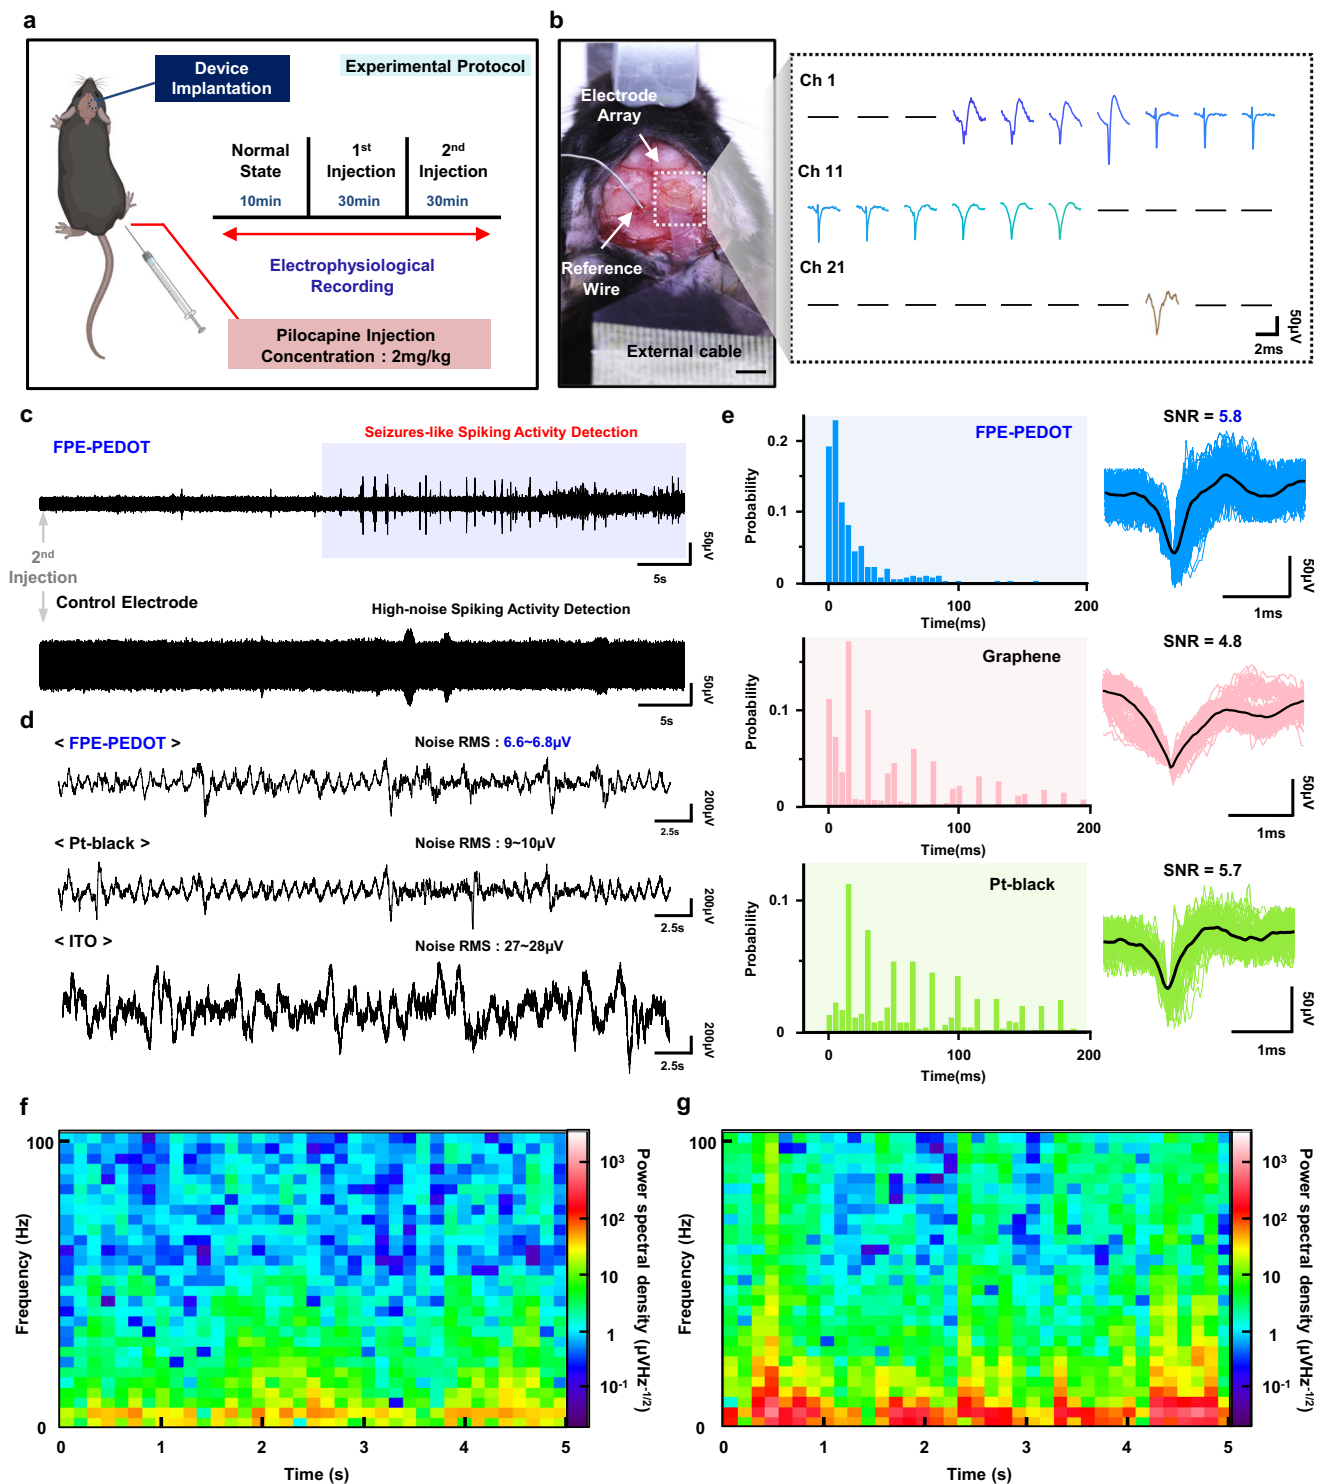 a
Device
Implantation
Experimental Protocol
Normal
State
1st
Injection
2nd
Injection
10min
30min
30min
Electrophysiological
Recording
Pilocapine Injection
Concentration : 2mg/kg
b
Electrode
Array
Reference
Wire
External cable
Ch 1
Ch 11
Ch 21
50µV
2ms
c
FPE-PEDOT
Seizures-like Spiking Activity Detection
50µV
5s
2nd
Injection
Control Electrode
High-noise Spiking Activity Detection
50µV
5s
d
< FPE-PEDOT >
Noise RMS : 6.6~6.8µV
200µV
2.5s
< Pt-black >
Noise RMS : 9~10µV
200µV
2.5s
< ITO >
Noise RMS : 27~28µV
200µV
2.5s
e
FPE-PEDOT
Probability
0.2
0.1
0
0
100
200
Time(ms)
SNR = 5.8
50µV
1ms
Graphene
Probability
0.1
0
0
100
200
Time(ms)
SNR = 4.8
50µV
1ms
Pt-black
Probability
0.1
0
0
100
200
Time(ms)
SNR = 5.7
50µV
1ms
f
Frequency (Hz)
100
0
0
1
2
3
4
5
Time (s)
10³
10²
10
1
10⁻¹
Power spectral density (µVHz⁻¹ᐟ²)
g
Frequency (Hz)
100
0
0
1
2
3
4
5
Time (s)
10³
10²
10
1
10⁻¹
Power spectral density (µVHz⁻¹ᐟ²)